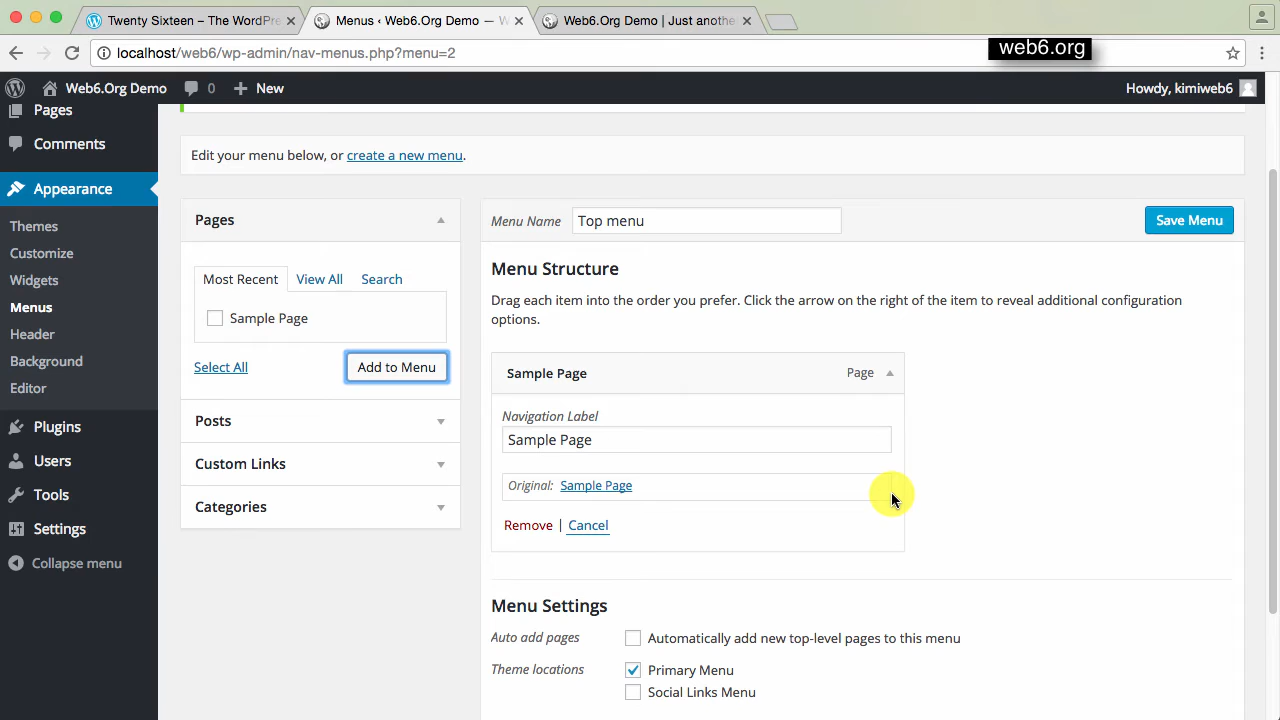 Twenty Sixteen – The WordPre
Menus ‹ Web6.Org Demo — W
Web6.Org Demo | Just anothe
localhost/web6/wp-admin/nav-menus.php?menu=2
web6.org
Web6.Org Demo
0
New
Howdy, kimiweb6
Pages
Comments
Appearance
Themes
Customize
Widgets
Menus
Header
Background
Editor
Plugins
Users
Tools
Settings
Collapse menu
Edit your menu below, or create a new menu.
Pages
Most Recent
View All
Search
Sample Page
Select All
Add to Menu
Posts
Custom Links
Categories
Menu Name
Top menu
Save Menu
Menu Structure
Drag each item into the order you prefer. Click the arrow on the right of the item to reveal additional configuration
options.
Sample Page
Page
Navigation Label
Sample Page
Original: Sample Page
Remove | Cancel
Menu Settings
Auto add pages
Automatically add new top-level pages to this menu
Theme locations
Primary Menu
Social Links Menu